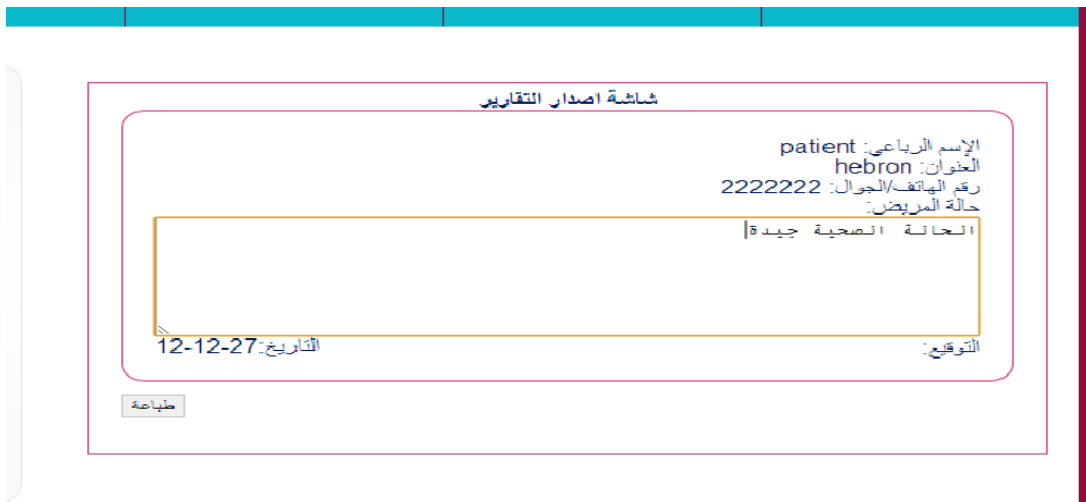 شاشة اصدار التقارير
الإسم الرباعي: patient
العنوان: hebron
رقم الهاتف/الجوال: 2222222
حالة المريض:
الحالة الصحية جيدة
التوقيع: التاريخ:27-12-12
طباعة